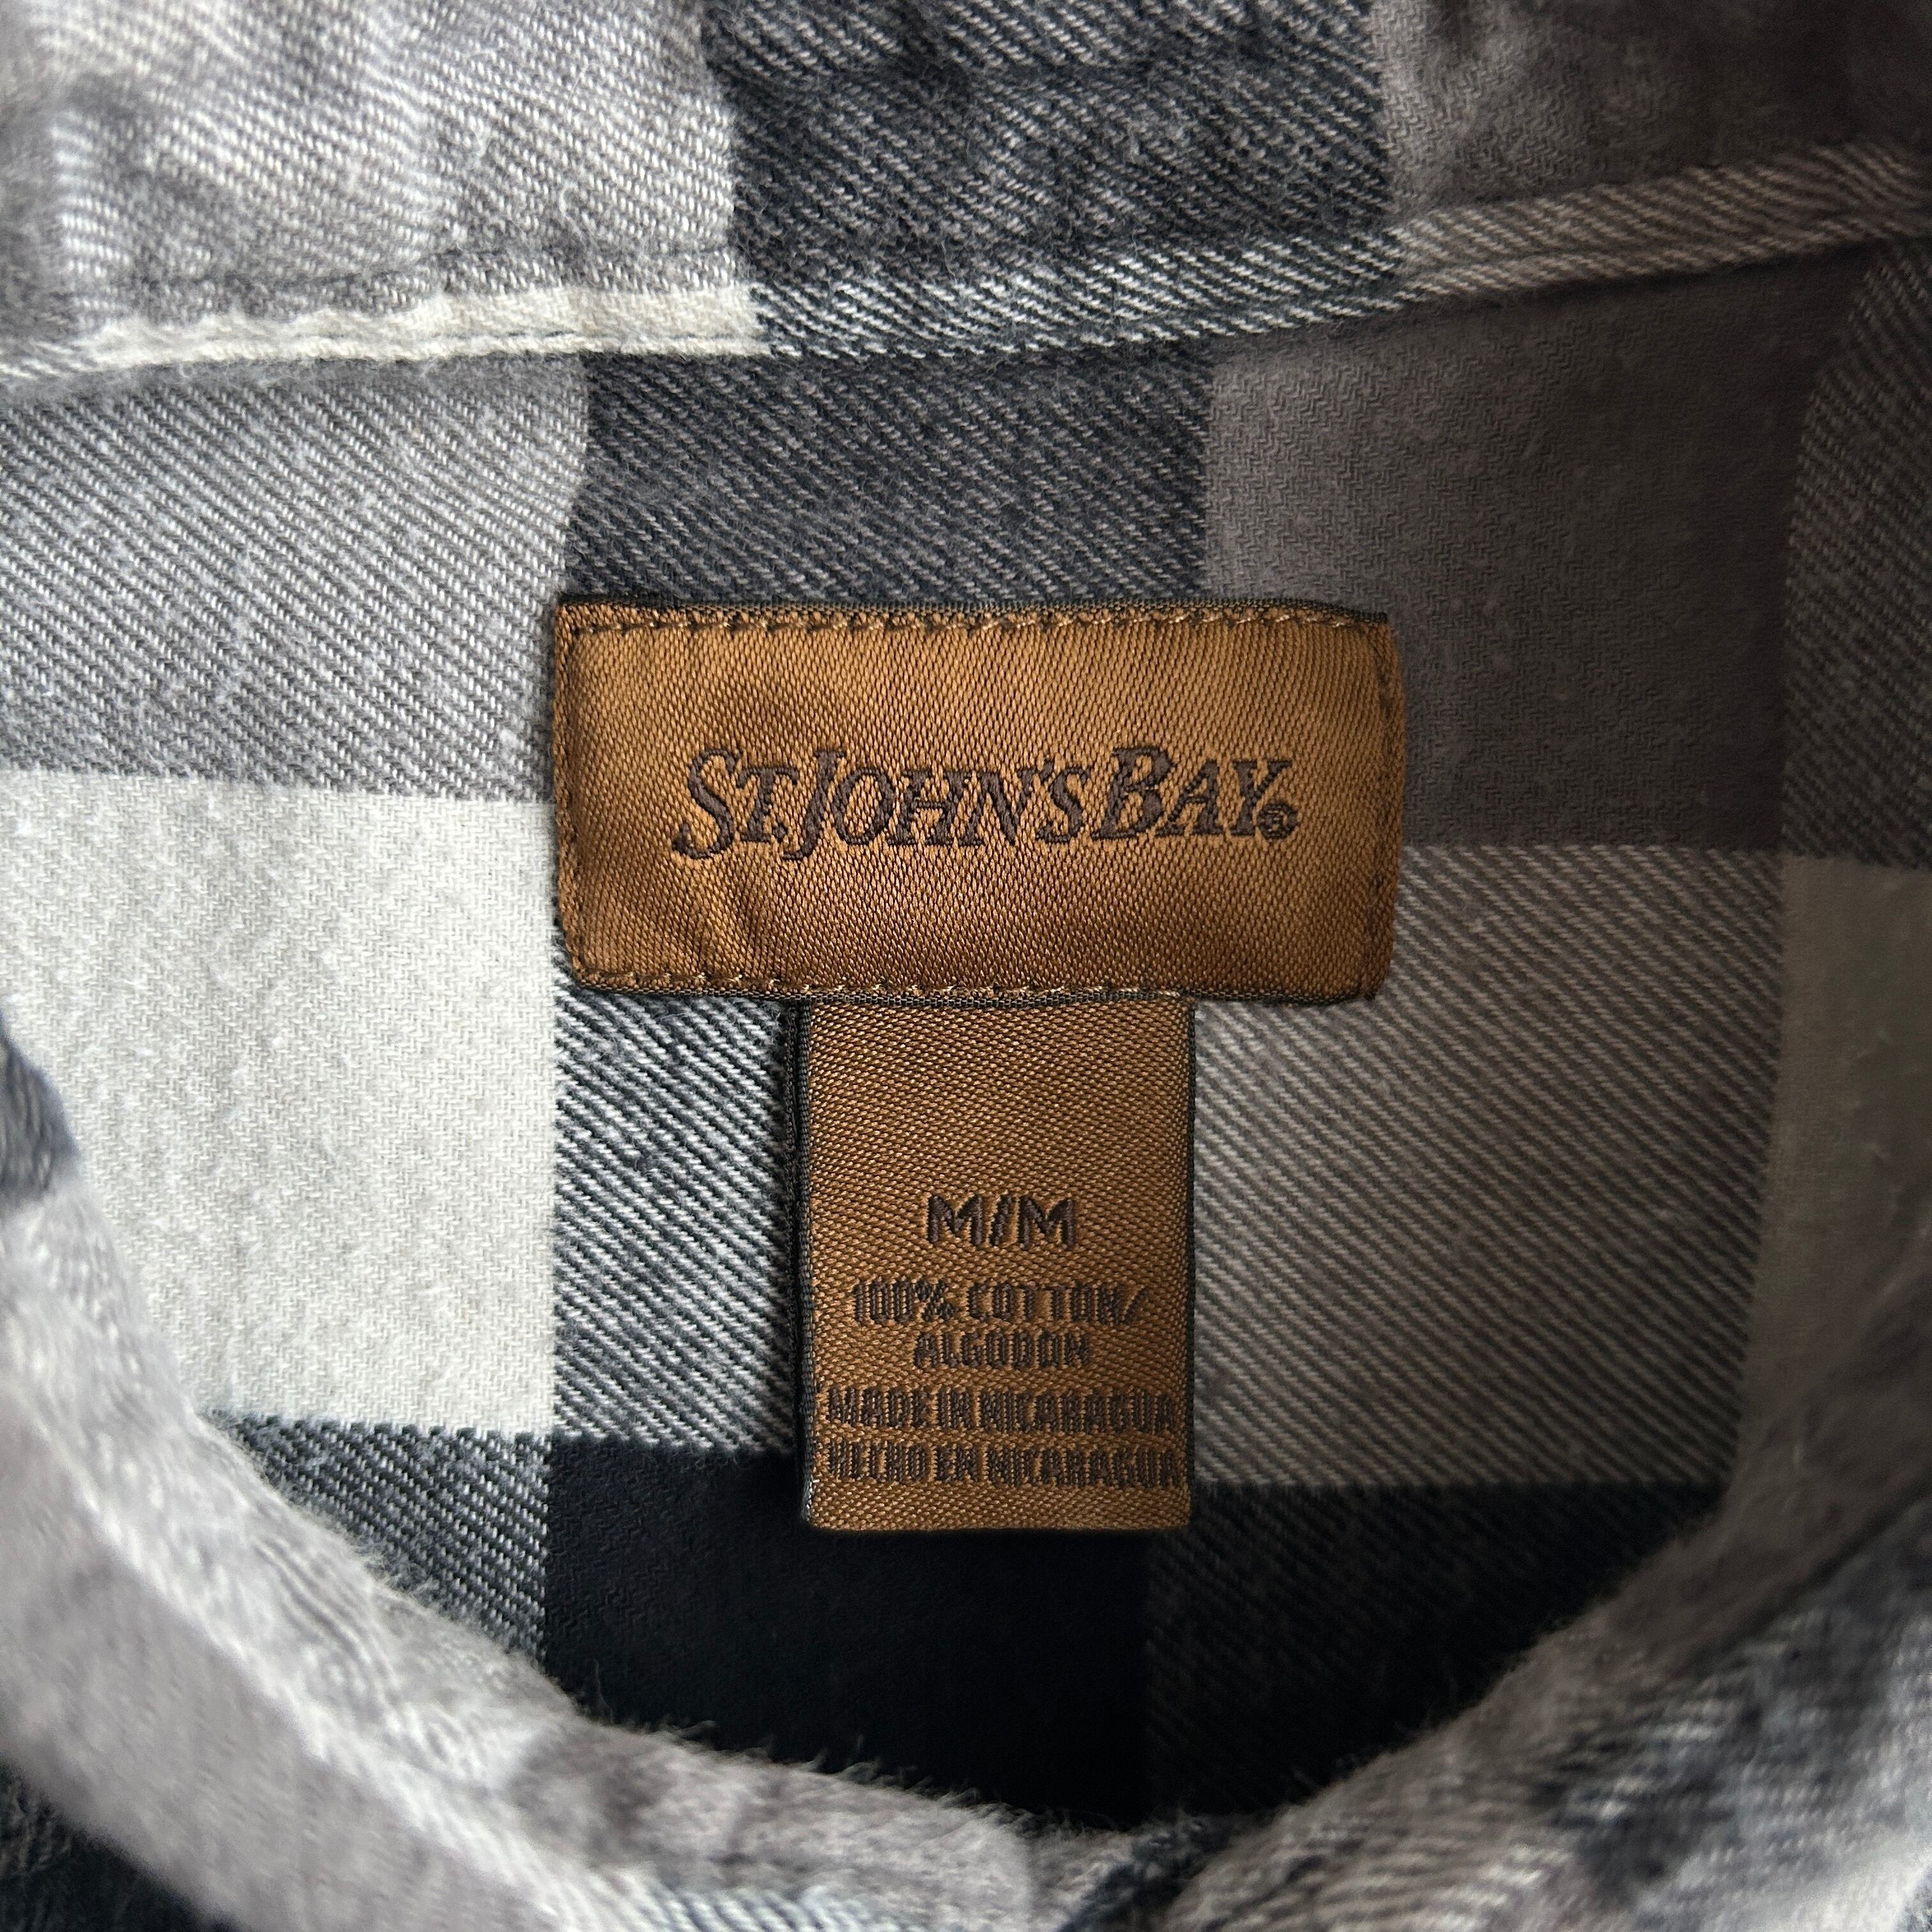 ST. JOHN'S BAY®
M/M
100% COTTON/
ALGODON
MADE IN NICARAGUA
HECHO EN NICARAGUA